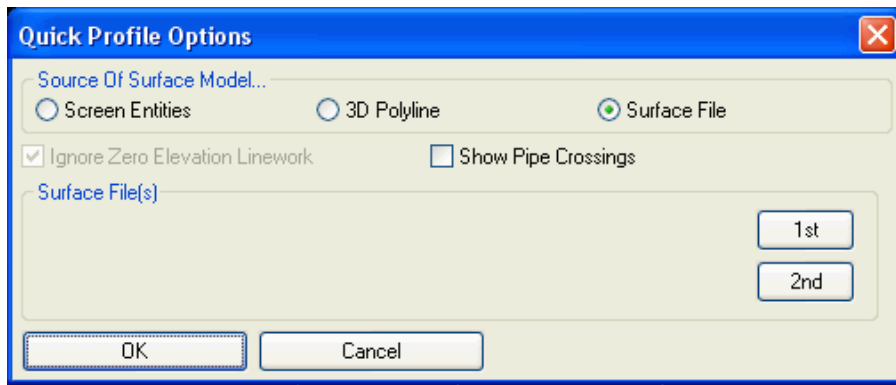 Quick Profile Options
Source Of Surface Model...
Screen Entities 3D Polyline Surface File
Ignore Zero Elevation Linework Show Pipe Crossings
Surface File(s)
1st
2nd
OK Cancel